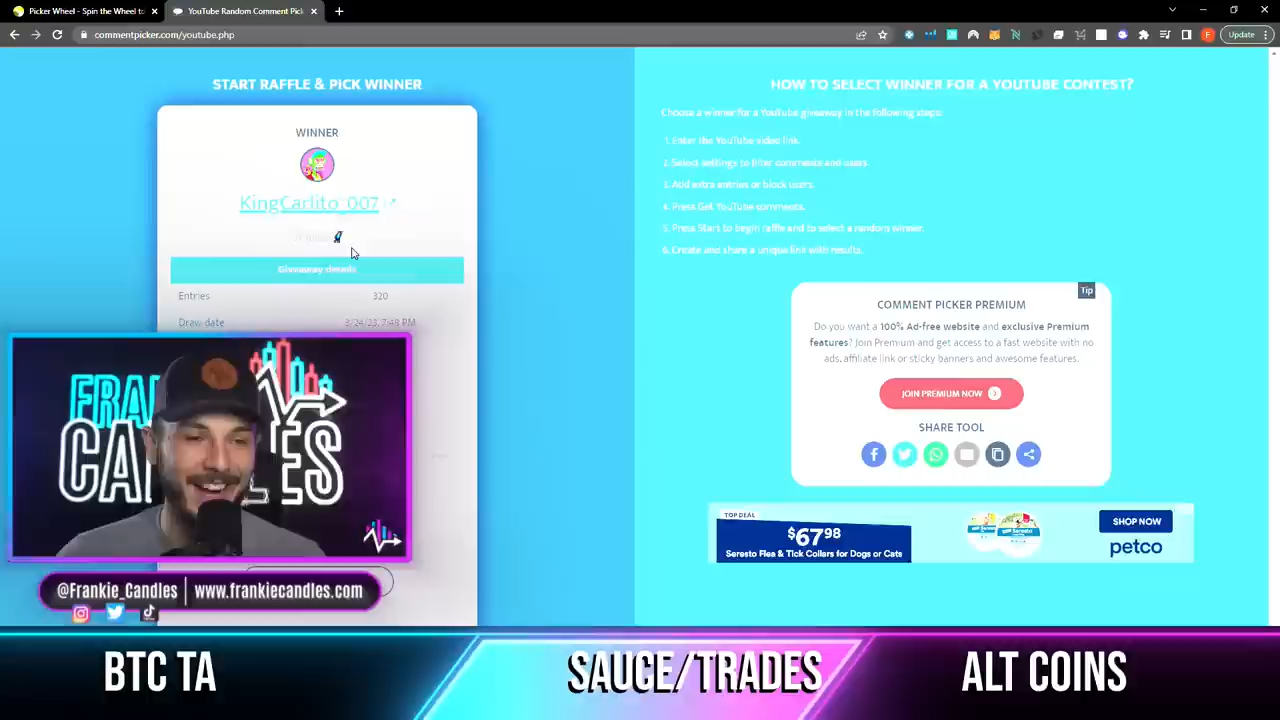 Picker Wheel - Spin the Wheel to
YouTube Random Comment Pick
commentpicker.com/youtube.php
Update
START RAFFLE & PICK WINNER
WINNER
KingCarlito_007
Giveaway details
Entries 320
Draw date 3/24/23, 7:48 PM
HOW TO SELECT WINNER FOR A YOUTUBE CONTEST?
Choose a winner for a YouTube giveaway in the following steps:
1. Enter the YouTube video link.
2. Select settings to filter comments and users.
3. Add extra entries or block users.
4. Press Get YouTube comments.
5. Press Start to begin raffle and to select a random winner.
6. Create and share a unique link with results.
Tip
COMMENT PICKER PREMIUM
Do you want a 100% Ad-free website and exclusive Premium
features? Join Premium and get access to a fast website with no
ads, affiliate link or sticky banners and awesome features.
JOIN PREMIUM NOW
SHARE TOOL
TOP DEAL
$67.98
Seresto Flea & Tick Collars for Dogs or Cats
SHOP NOW
petco
@Frankie_Candles | www.frankiecandles.com
BTC TA
SAUCE/TRADES
ALT COINS